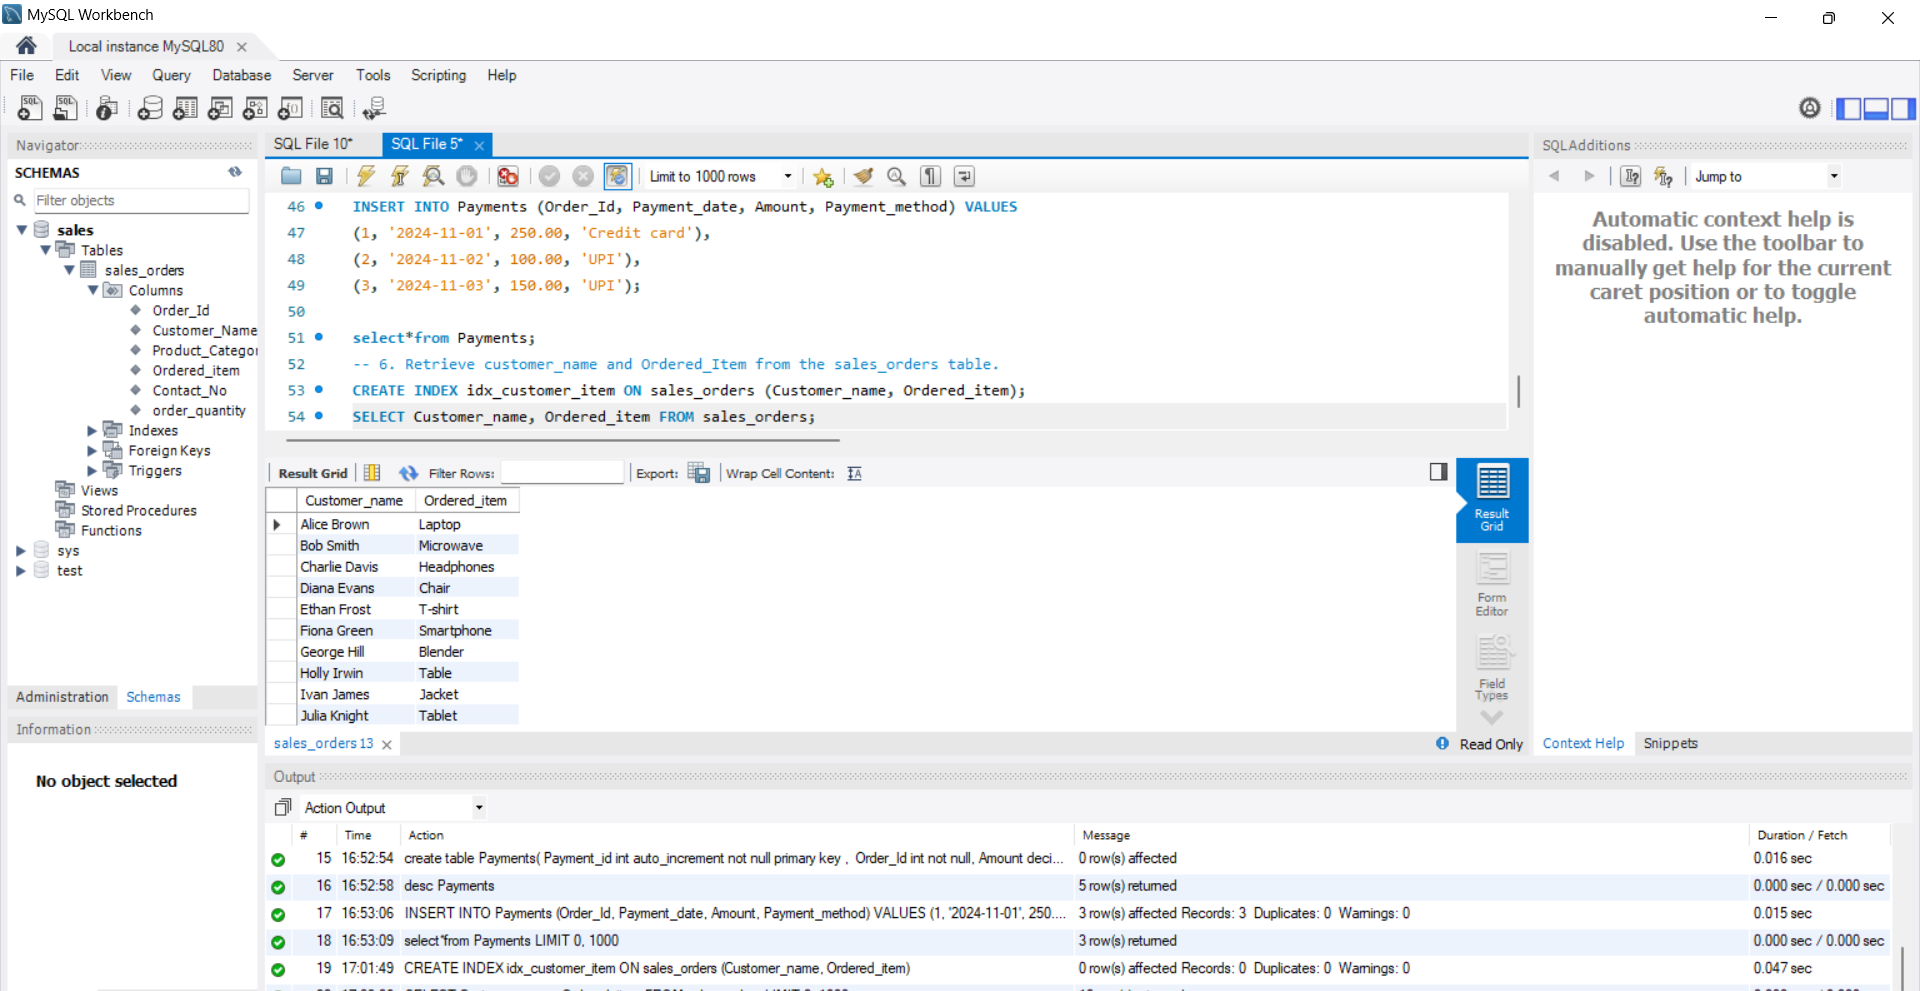 MySQL Workbench
Local instance MySQL80
File Edit View Query Database Server Tools Scripting Help
Navigator
SCHEMAS
Filter objects
sales
Tables
sales_orders
Columns
Order_Id
Customer_Name
Product_Categor
Ordered_item
Contact_No
order_quantity
Indexes
Foreign Keys
Triggers
Views
Stored Procedures
Functions
sys
test
Administration Schemas
Information
No object selected
SQL File 10* SQL File 5*
Limit to 1000 rows
46 INSERT INTO Payments (Order_Id, Payment_date, Amount, Payment_method) VALUES
47 (1, '2024-11-01', 250.00, 'Credit card'),
48 (2, '2024-11-02', 100.00, 'UPI'),
49 (3, '2024-11-03', 150.00, 'UPI');
50
51 select*from Payments;
52 -- 6. Retrieve customer_name and Ordered_Item from the sales_orders table.
53 CREATE INDEX idx_customer_item ON sales_orders (Customer_name, Ordered_item);
54 SELECT Customer_name, Ordered_item FROM sales_orders;
Result Grid Filter Rows: Export: Wrap Cell Content:
Customer_name Ordered_item
Alice Brown Laptop
Bob Smith Microwave
Charlie Davis Headphones
Diana Evans Chair
Ethan Frost T-shirt
Fiona Green Smartphone
George Hill Blender
Holly Irwin Table
Ivan James Jacket
Julia Knight Tablet
Result
Grid
Form
Editor
Field
Types
sales_orders 13
Read Only
SQLAdditions
Jump to
Automatic context help is
disabled. Use the toolbar to
manually get help for the current
caret position or to toggle
automatic help.
Context Help Snippets
Output
Action Output
# Time Action Message Duration / Fetch
15 16:52:54 create table Payments( Payment_id int auto_increment not null primary key , Order_Id int not null, Amount deci... 0 row(s) affected 0.016 sec
16 16:52:58 desc Payments 5 row(s) returned 0.000 sec / 0.000 sec
17 16:53:06 INSERT INTO Payments (Order_Id, Payment_date, Amount, Payment_method) VALUES (1, '2024-11-01', 250.... 3 row(s) affected Records: 3 Duplicates: 0 Warnings: 0 0.015 sec
18 16:53:09 select*from Payments LIMIT 0, 1000 3 row(s) returned 0.000 sec / 0.000 sec
19 17:01:49 CREATE INDEX idx_customer_item ON sales_orders (Customer_name, Ordered_item) 0 row(s) affected Records: 0 Duplicates: 0 Warnings: 0 0.047 sec